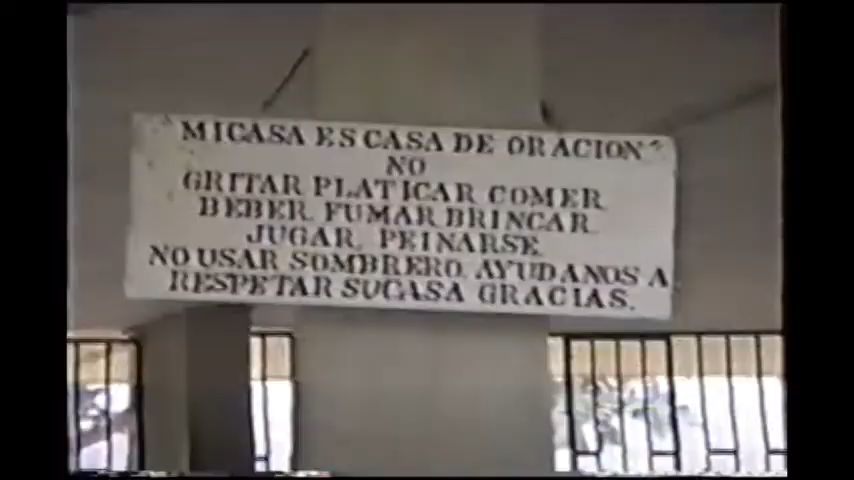 "MI CASA ES CASA DE ORACION"
NO
GRITAR PLATICAR COMER
BEBER. FUMAR BRINCAR
JUGAR. PEINARSE.
NO USAR SOMBRERO. AYUDANOS A
RESPETAR SU CASA GRACIAS.